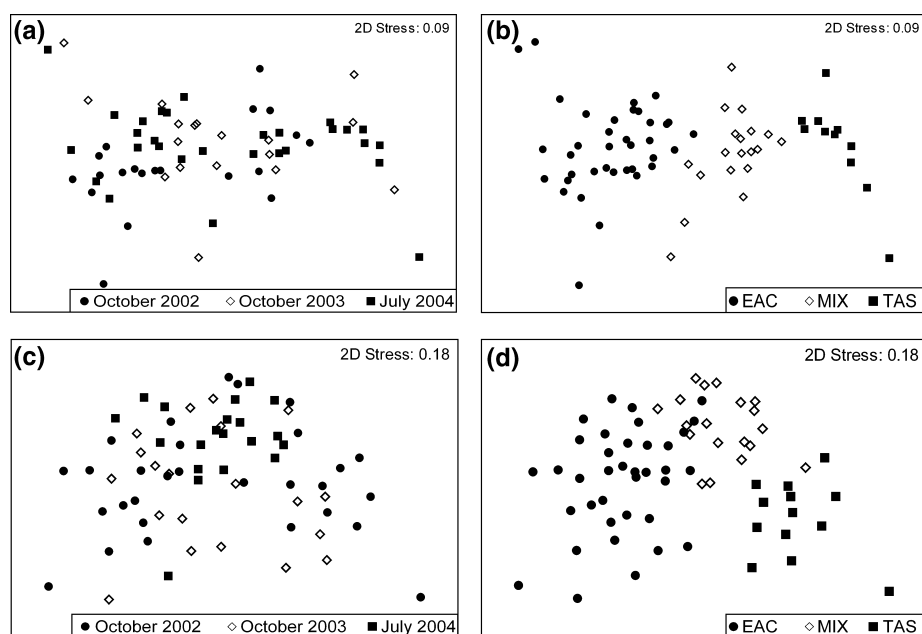 (a) 2D Stress: 0.09
October 2002 October 2003 July 2004
(b) 2D Stress: 0.09
EAC MIX TAS
(c) 2D Stress: 0.18
October 2002 October 2003 July 2004
(d) 2D Stress: 0.18
EAC MIX TAS